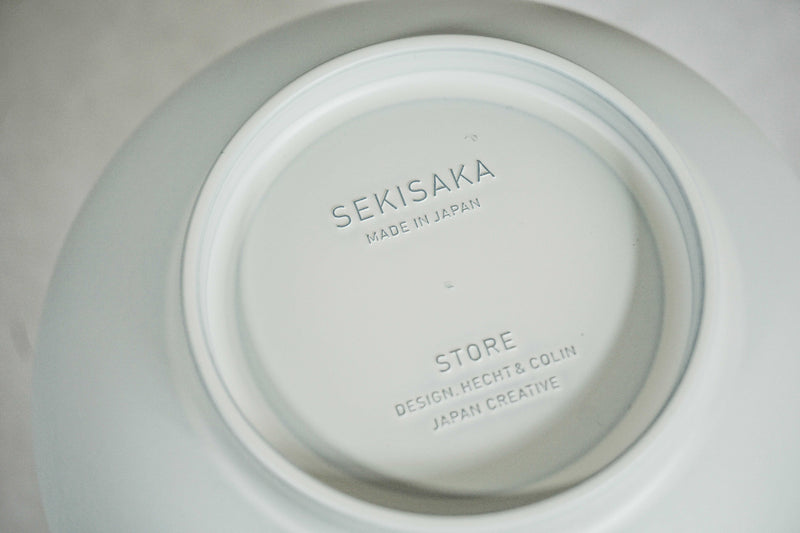 SEKISAKA
MADE IN JAPAN
STORE
DESIGN. HECHT & COLIN
JAPAN CREATIVE